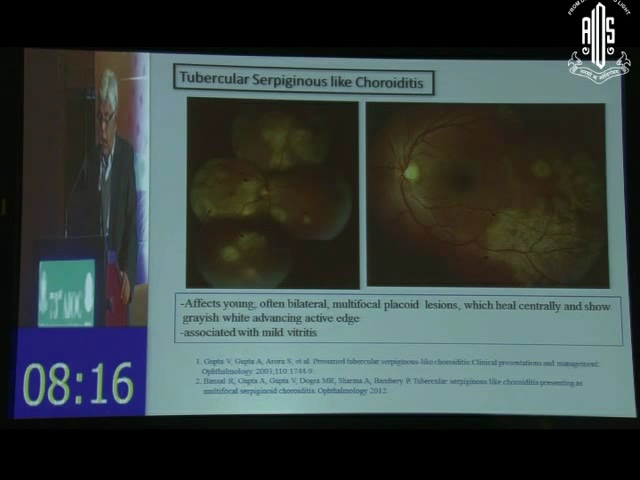 Tubercular Serpiginous like Choroiditis
-Affects young, often bilateral, multifocal placoid lesions, which heal centrally and show
grayish white advancing active edge
-associated with mild vitritis
1. Gupta V, Gupta A, Arora S, et al. Presumed tubercular serpiginous-like choroiditis: Clinical presentations and management.
Ophthalmology 2003;110:1744-9.
2. Bansal R, Gupta A, Gupta V, Dogra MR, Sharma A, Bambery P. Tubercular serpiginous like choroiditis presenting as
multifocal serpiginoid choroiditis. Ophthalmology 2012
08:16
AIOC
AIOS
LIGHT